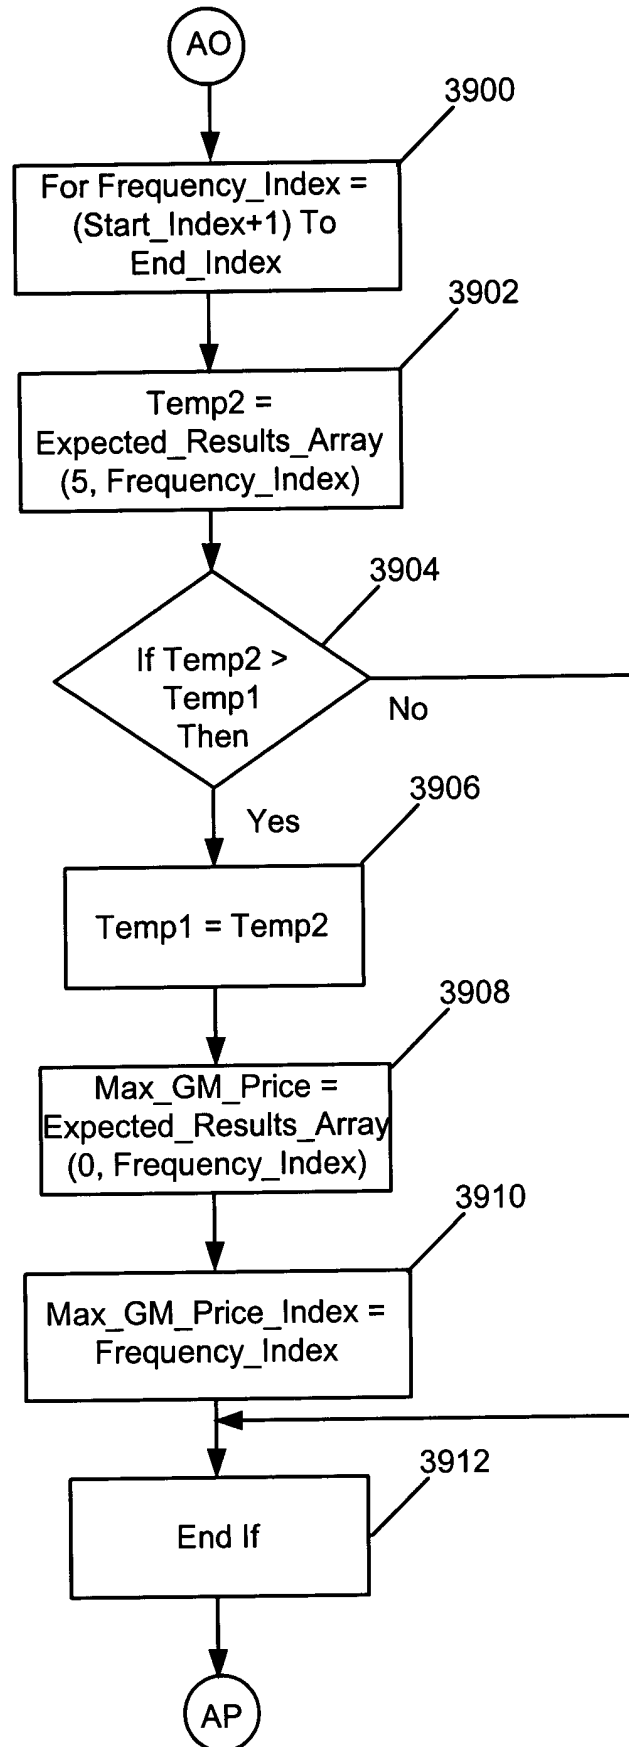 AO
3900
For Frequency_Index =
(Start_Index+1) To
End_Index
3902
Temp2 =
Expected_Results_Array
(5, Frequency_Index)
3904
If Temp2 >
Temp1
Then
No
Yes
3906
Temp1 = Temp2
3908
Max_GM_Price =
Expected_Results_Array
(0, Frequency_Index)
3910
Max_GM_Price_Index =
Frequency_Index
3912
End If
AP